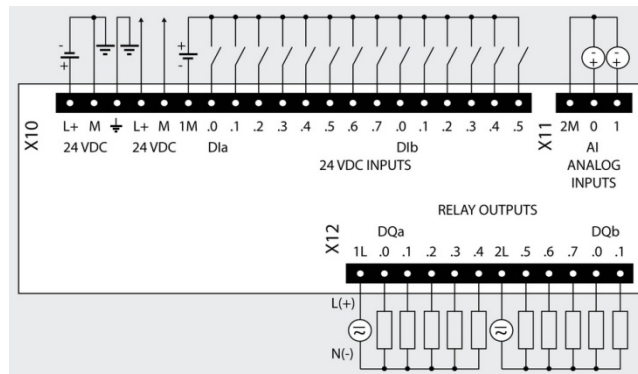 X10
L+ M ⏚ L+ M 1M .0 .1 .2 .3 .4 .5 .6 .7 .0 .1 .2 .3 .4 .5
24 VDC 24 VDC DIa DIb
24 VDC INPUTS
X11
2M 0 1
AI
ANALOG
INPUTS
RELAY OUTPUTS
X12
DQa DQb
1L .0 .1 .2 .3 .4 2L .5 .6 .7 .0 .1
L(+)
N(-)